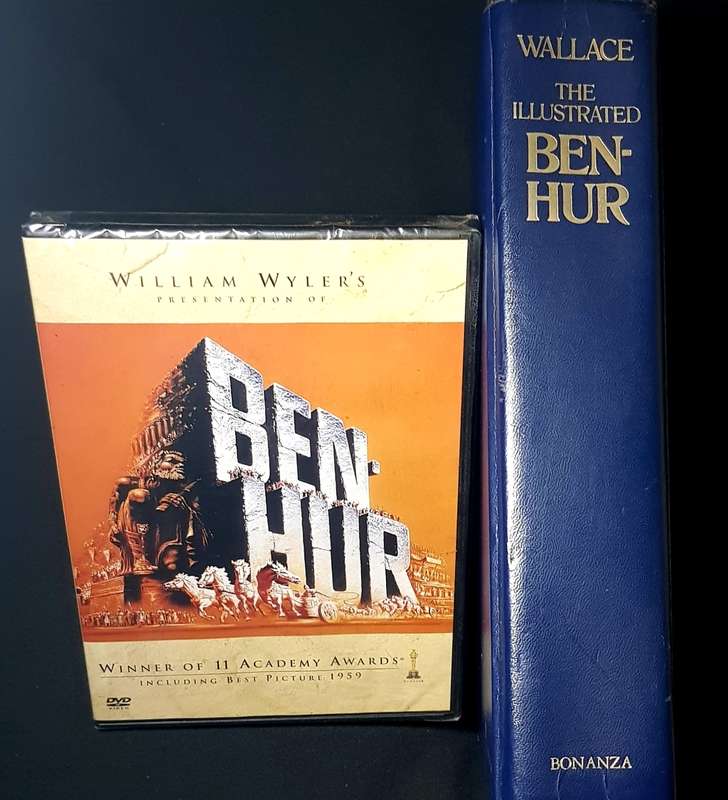 WILLIAM WYLER'S
PRESENTATION OF
BEN-
HUR
WINNER OF 11 ACADEMY AWARDS®
INCLUDING BEST PICTURE 1959
DVD
VIDEO
WALLACE
THE
ILLUSTRATED
BEN-
HUR
BONANZA